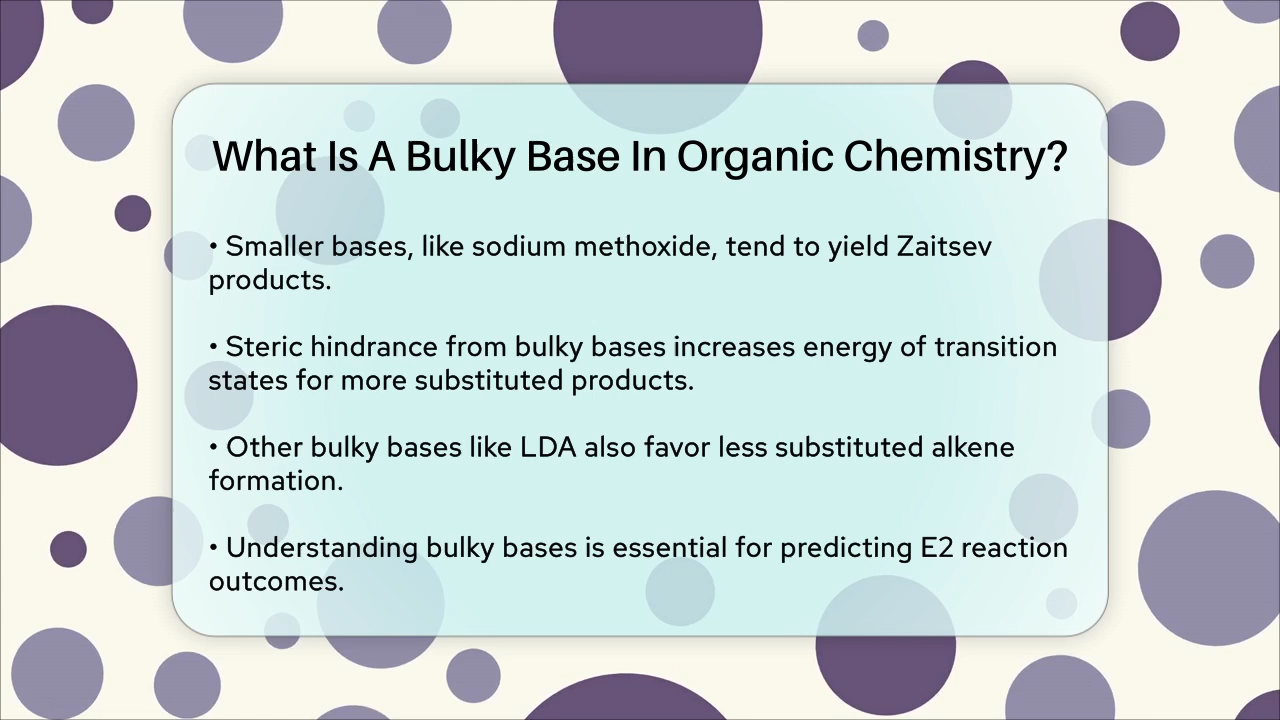 What Is A Bulky Base In Organic Chemistry?
• Smaller bases, like sodium methoxide, tend to yield Zaitsev
products.
• Steric hindrance from bulky bases increases energy of transition
states for more substituted products.
• Other bulky bases like LDA also favor less substituted alkene
formation.
• Understanding bulky bases is essential for predicting E2 reaction
outcomes.